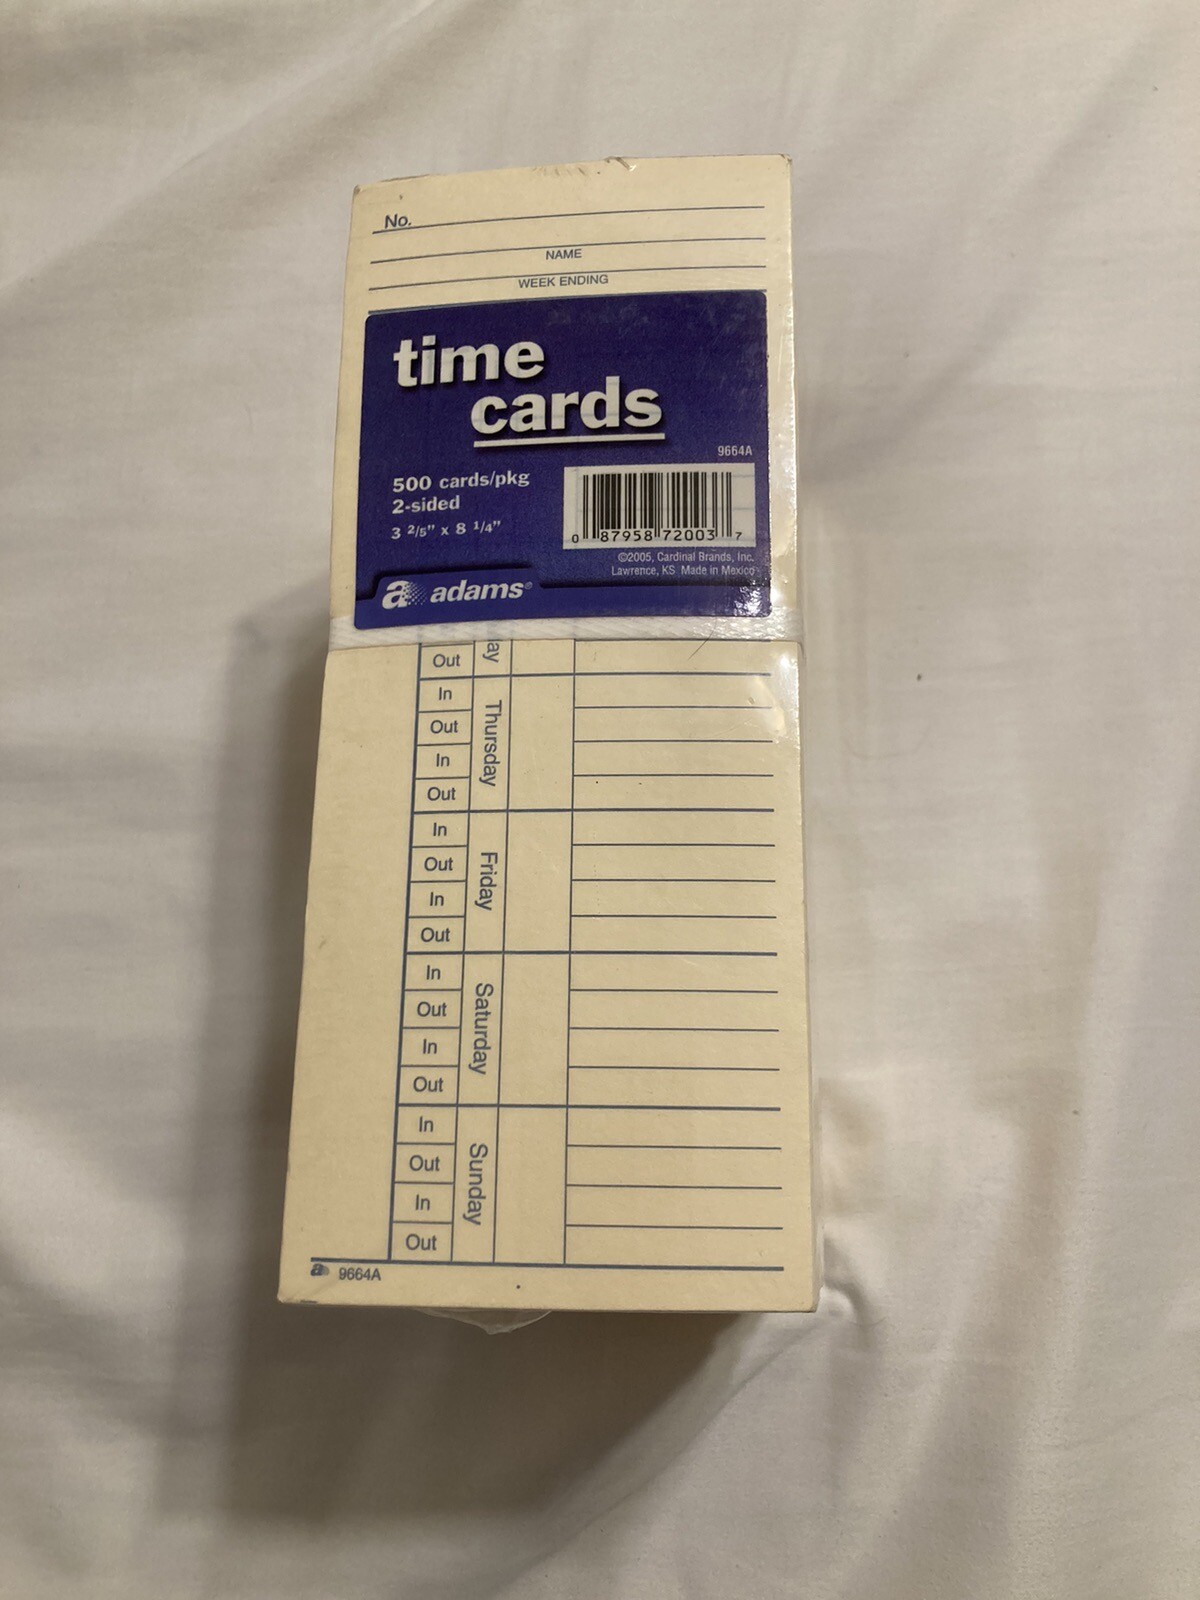 No.
NAME
WEEK ENDING
time
cards
9664A
500 cards/pkg
2-sided
3 2/5" x 8 1/4"
0 87958 72003 7
©2005, Cardinal Brands, Inc.
Lawrence, KS Made in Mexico
a adams®
Out
ay
In
Out
Thursday
In
Out
In
Out
Friday
In
Out
In
Out
Saturday
In
Out
In
Out
Sunday
In
Out
a 9664A